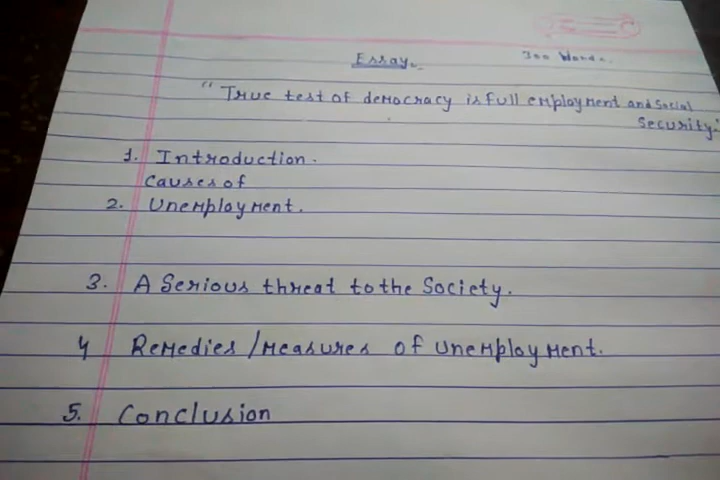 Essay.
300 Words.
"True test of democracy is full employment and social
security."
1. Introduction.
causes of
2. Unemployment.
3. A Serious threat to the Society.
4 Remedies/measures of unemployment.
5. Conclusion